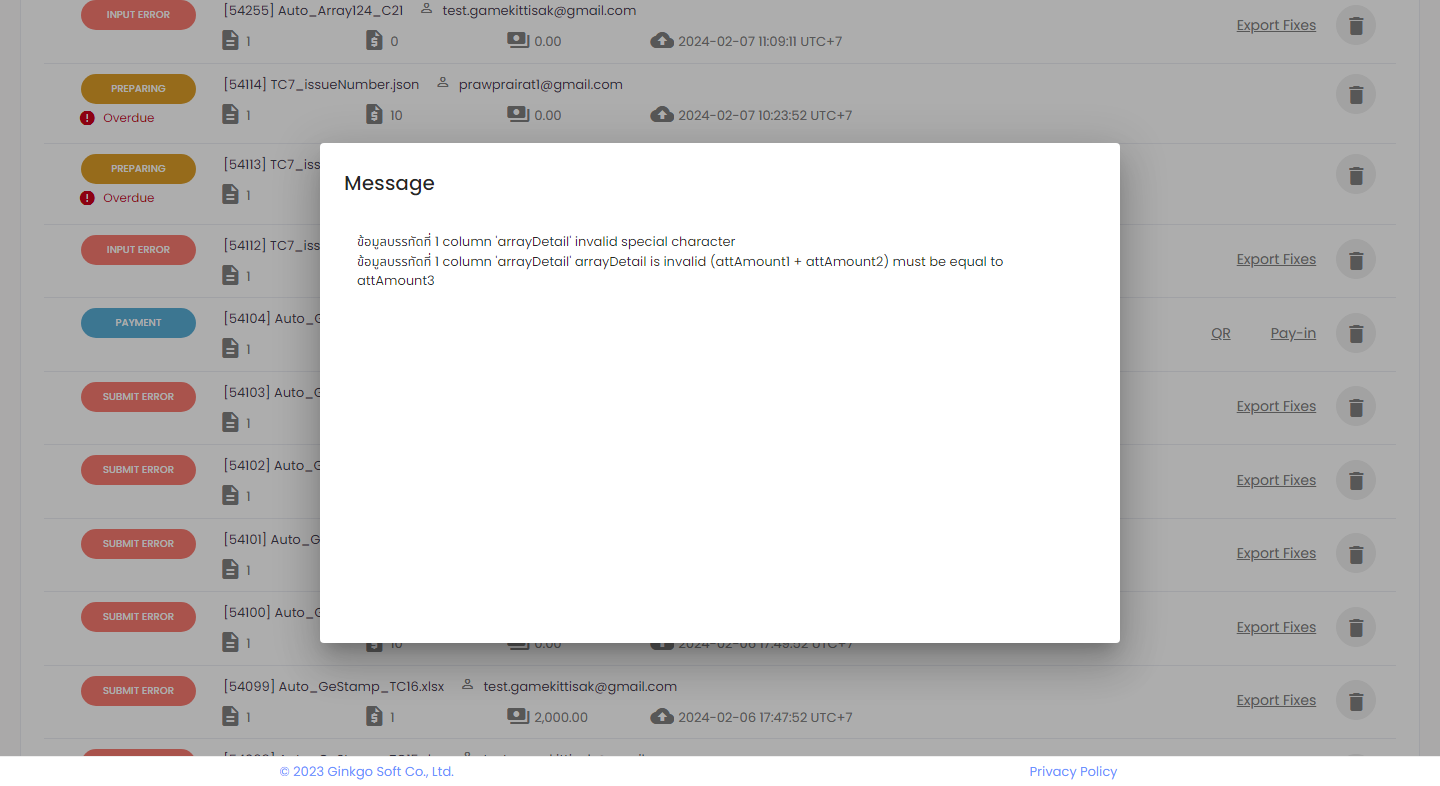 INPUT ERROR [54255] Auto_Array124_C21 test.gamekittisak@gmail.com
Export Fixes
1 0 0.00 2024-02-07 11:09:11 UTC+7
PREPARING [54114] TC7_issueNumber.json prawprairat1@gmail.com
Overdue 1 10 0.00 2024-02-07 10:23:52 UTC+7
PREPARING [54113] TC7_iss
Overdue 1
Message
ข้อมูลบรรทัดที่ 1 column 'arrayDetail' invalid special character
ข้อมูลบรรทัดที่ 1 column 'arrayDetail' arrayDetail is invalid (attAmount1 + attAmount2) must be equal to
attAmount3
INPUT ERROR [54112] TC7_iss
Export Fixes
1
PAYMENT [54104] Auto_G
QR Pay-in
1
SUBMIT ERROR [54103] Auto_G
Export Fixes
1
SUBMIT ERROR [54102] Auto_G
Export Fixes
1
SUBMIT ERROR [54101] Auto_G
Export Fixes
1
SUBMIT ERROR [54100] Auto_G
Export Fixes
1 10 0.00 2024-02-06 17:49:52 UTC+7
SUBMIT ERROR [54099] Auto_GeStamp_TC16.xlsx test.gamekittisak@gmail.com
Export Fixes
1 1 2,000.00 2024-02-06 17:47:52 UTC+7
© 2023 Ginkgo Soft Co., Ltd. Privacy Policy